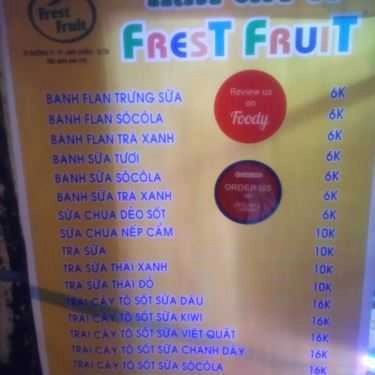 Frest
Fruit
FREST FRUIT
Review us
on
Foody
ORDER US
BÁNH FLAN TRỨNG SỮA 6K
BÁNH FLAN SÔCÔLA 6K
BÁNH FLAN TRÀ XANH 6K
BÁNH SỮA TƯƠI 6K
BÁNH SỮA SÔCÔLA 6K
BÁNH SỮA TRÀ XANH 6K
SỮA CHUA DẺO SỐT 6K
SỮA CHUA NẾP CẨM 10K
TRÀ SỮA 10K
TRÀ SỮA THÁI XANH 10K
TRÀ SỮA THÁI ĐỎ 10K
TRÁI CÂY TÔ SỐT SỮA DÂU 16K
TRÁI CÂY TÔ SỐT SỮA KIWI 16K
TRÁI CÂY TÔ SỐT SỮA VIỆT QUẤT 16K
TRÁI CÂY TÔ SỐT SỮA CHANH DÂY 16K
TRÁI CÂY TÔ SỐT SỮA SÔCÔLA 16K